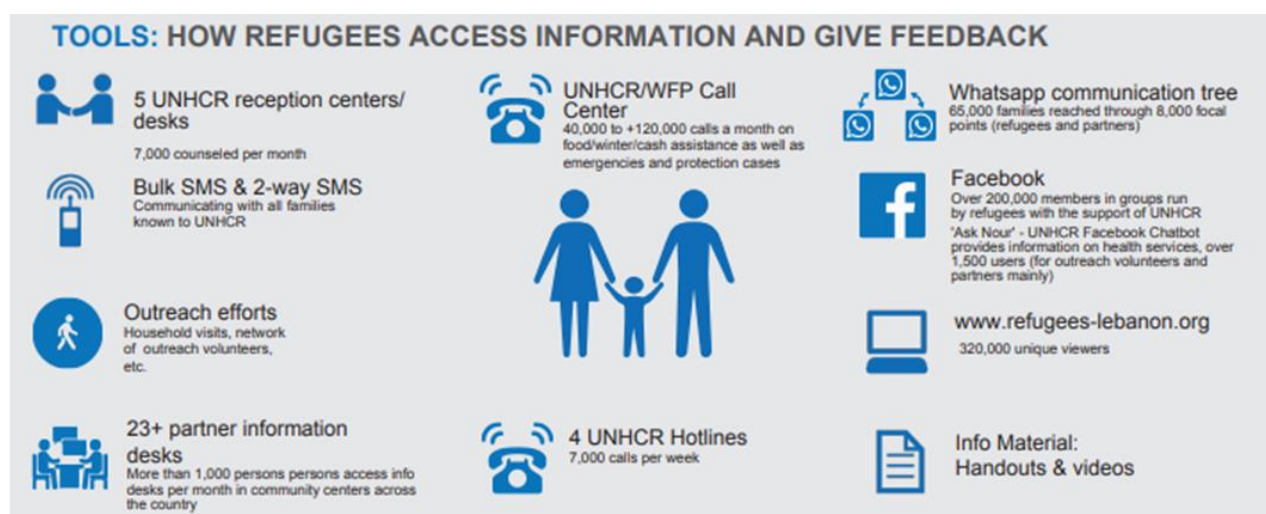 TOOLS: HOW REFUGEES ACCESS INFORMATION AND GIVE FEEDBACK
5 UNHCR reception centers/
desks
7,000 counseled per month
Bulk SMS & 2-way SMS
Communicating with all families
known to UNHCR
Outreach efforts
Household visits, network
of outreach volunteers,
etc.
23+ partner information
desks
More than 1,000 persons persons access info
desks per month in community centers across
the country
UNHCR/WFP Call
Center
40,000 to +120,000 calls a month on
food/winter/cash assistance as well as
emergencies and protection cases
4 UNHCR Hotlines
7,000 calls per week
Whatsapp communication tree
65,000 families reached through 8,000 focal
points (refugees and partners)
Facebook
Over 200,000 members in groups run
by refugees with the support of UNHCR
'Ask Nour' - UNHCR Facebook Chatbot
provides information on health services, over
1,500 users (for outreach volunteers and
partners mainly)
www.refugees-lebanon.org
320,000 unique viewers
Info Material:
Handouts & videos